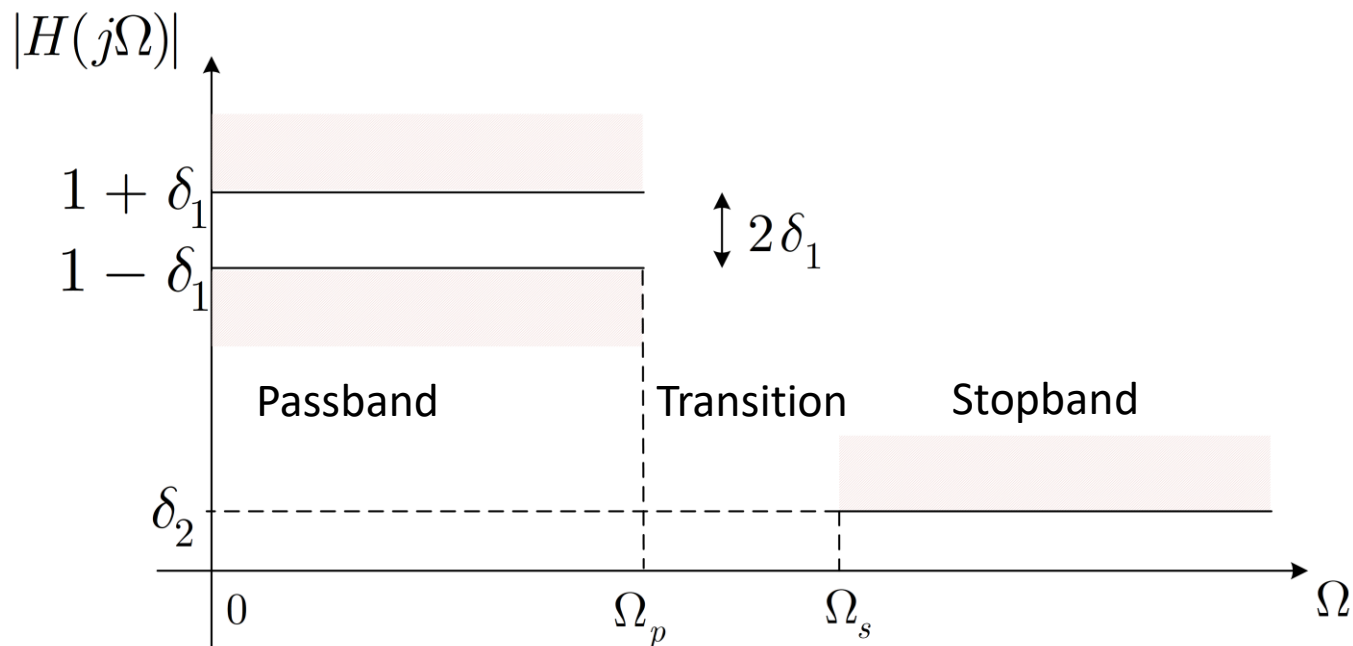 |H(jΩ)|
1 + δ₁
2δ₁
1 − δ₁
Passband
Transition
Stopband
δ₂
0
Ωₚ
Ωₛ
Ω